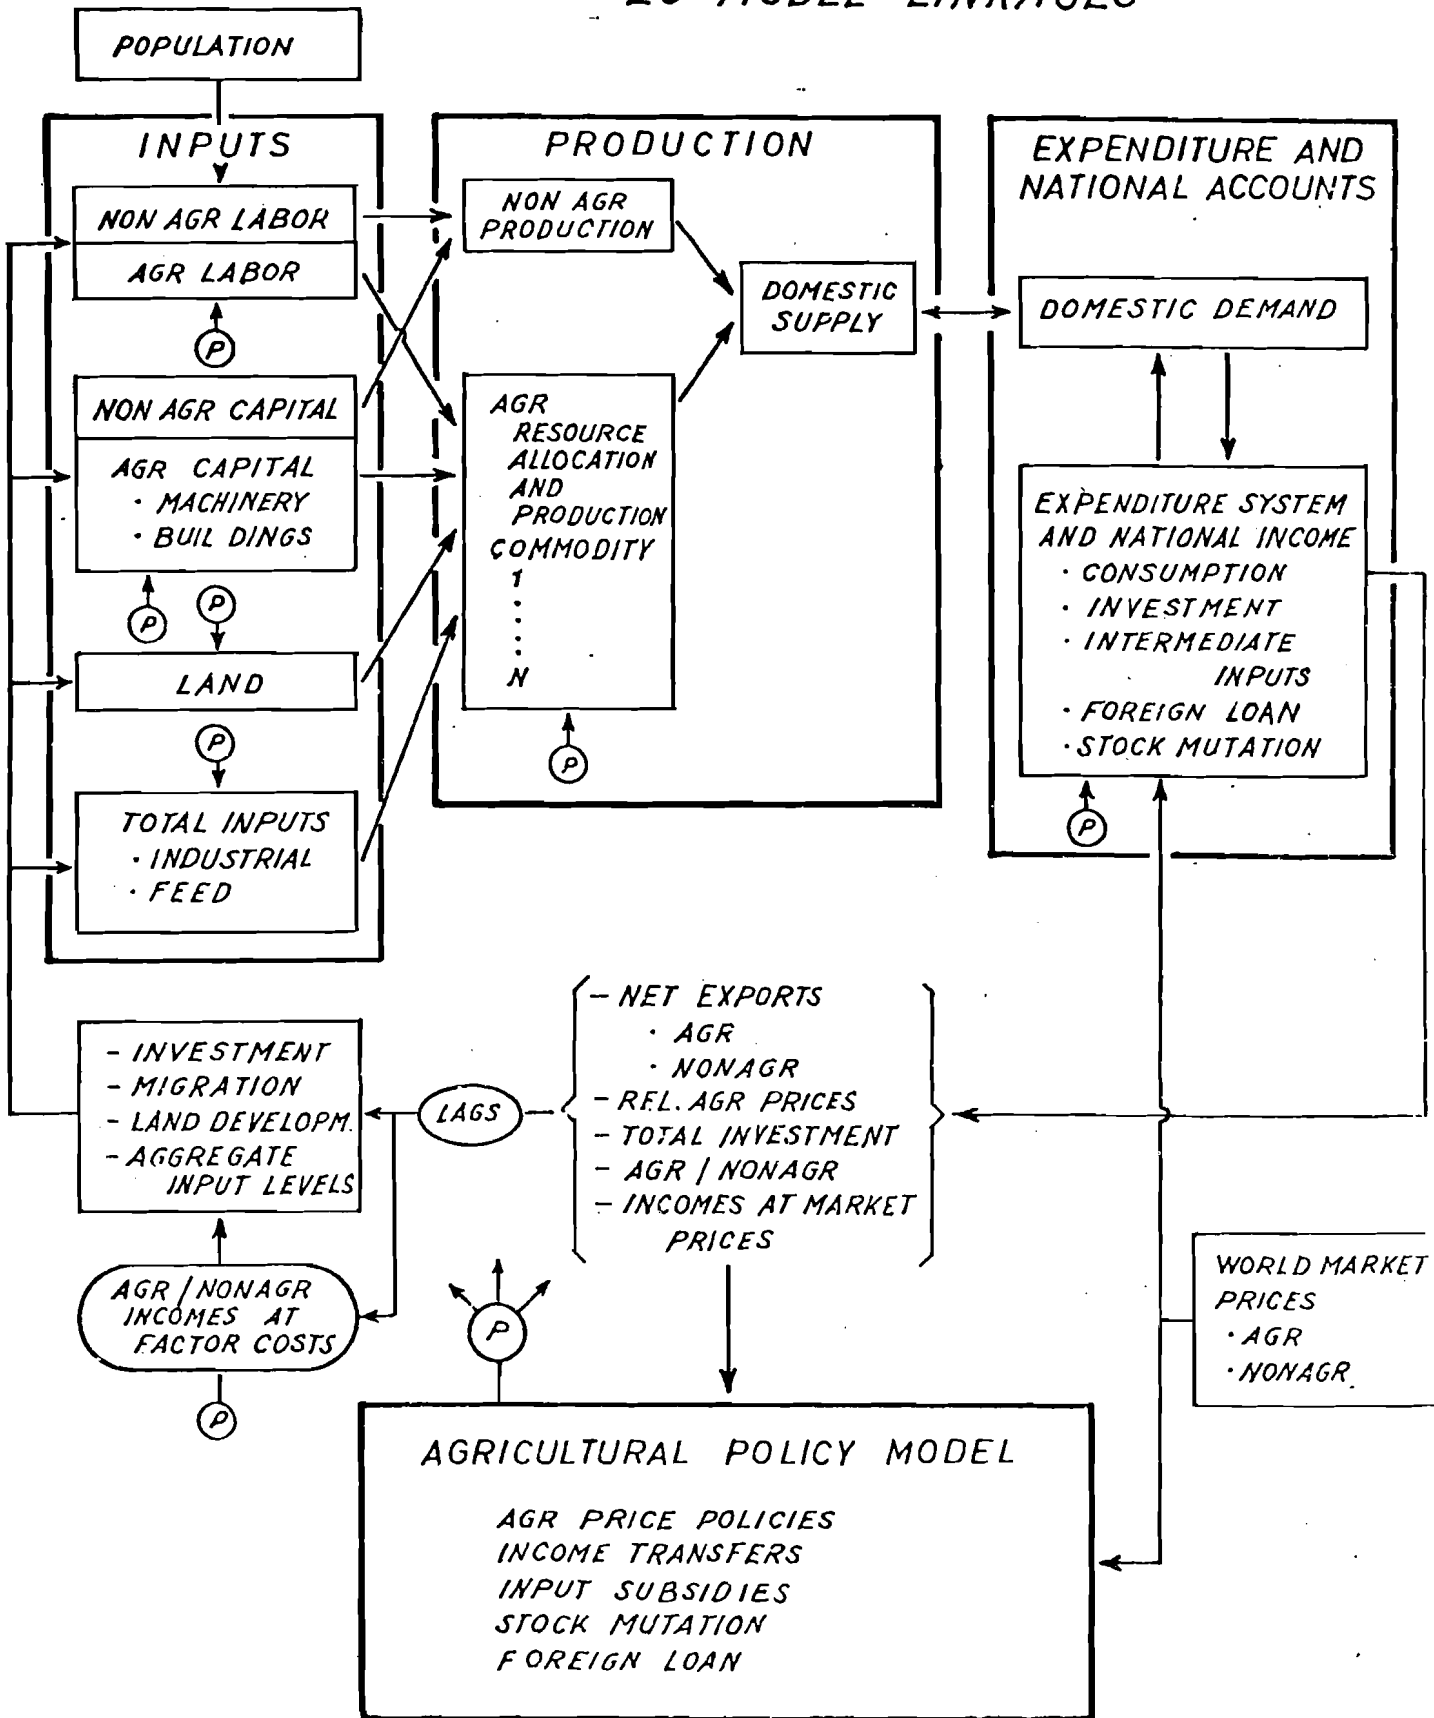 POPULATION
INPUTS
NON AGR LABOR
AGR LABOR
P
NON AGR CAPITAL
AGR CAPITAL
· MACHINERY
· BUILDINGS
P
P
LAND
P
TOTAL INPUTS
· INDUSTRIAL
· FEED
PRODUCTION
NON AGR
PRODUCTION
DOMESTIC
SUPPLY
AGR
RESOURCE
ALLOCATION
AND
PRODUCTION
COMMODITY
1
.
.
.
.
N
P
EXPENDITURE AND
NATIONAL ACCOUNTS
DOMESTIC DEMAND
EXPENDITURE SYSTEM
AND NATIONAL INCOME
· CONSUMPTION
· INVESTMENT
· INTERMEDIATE
INPUTS
· FOREIGN LOAN
· STOCK MUTATION
P
- INVESTMENT
- MIGRATION
- LAND DEVELOPM.
- AGGREGATE
INPUT LEVELS
LAGS
- NET EXPORTS
· AGR
· NONAGR
- REL. AGR PRICES
- TOTAL INVESTMENT
- AGR / NONAGR
- INCOMES AT MARKET
PRICES
AGR / NONAGR
INCOMES AT
FACTOR COSTS
P
P
WORLD MARKET
PRICES
· AGR
· NONAGR
AGRICULTURAL POLICY MODEL
AGR PRICE POLICIES
INCOME TRANSFERS
INPUT SUBSIDIES
STOCK MUTATION
FOREIGN LOAN